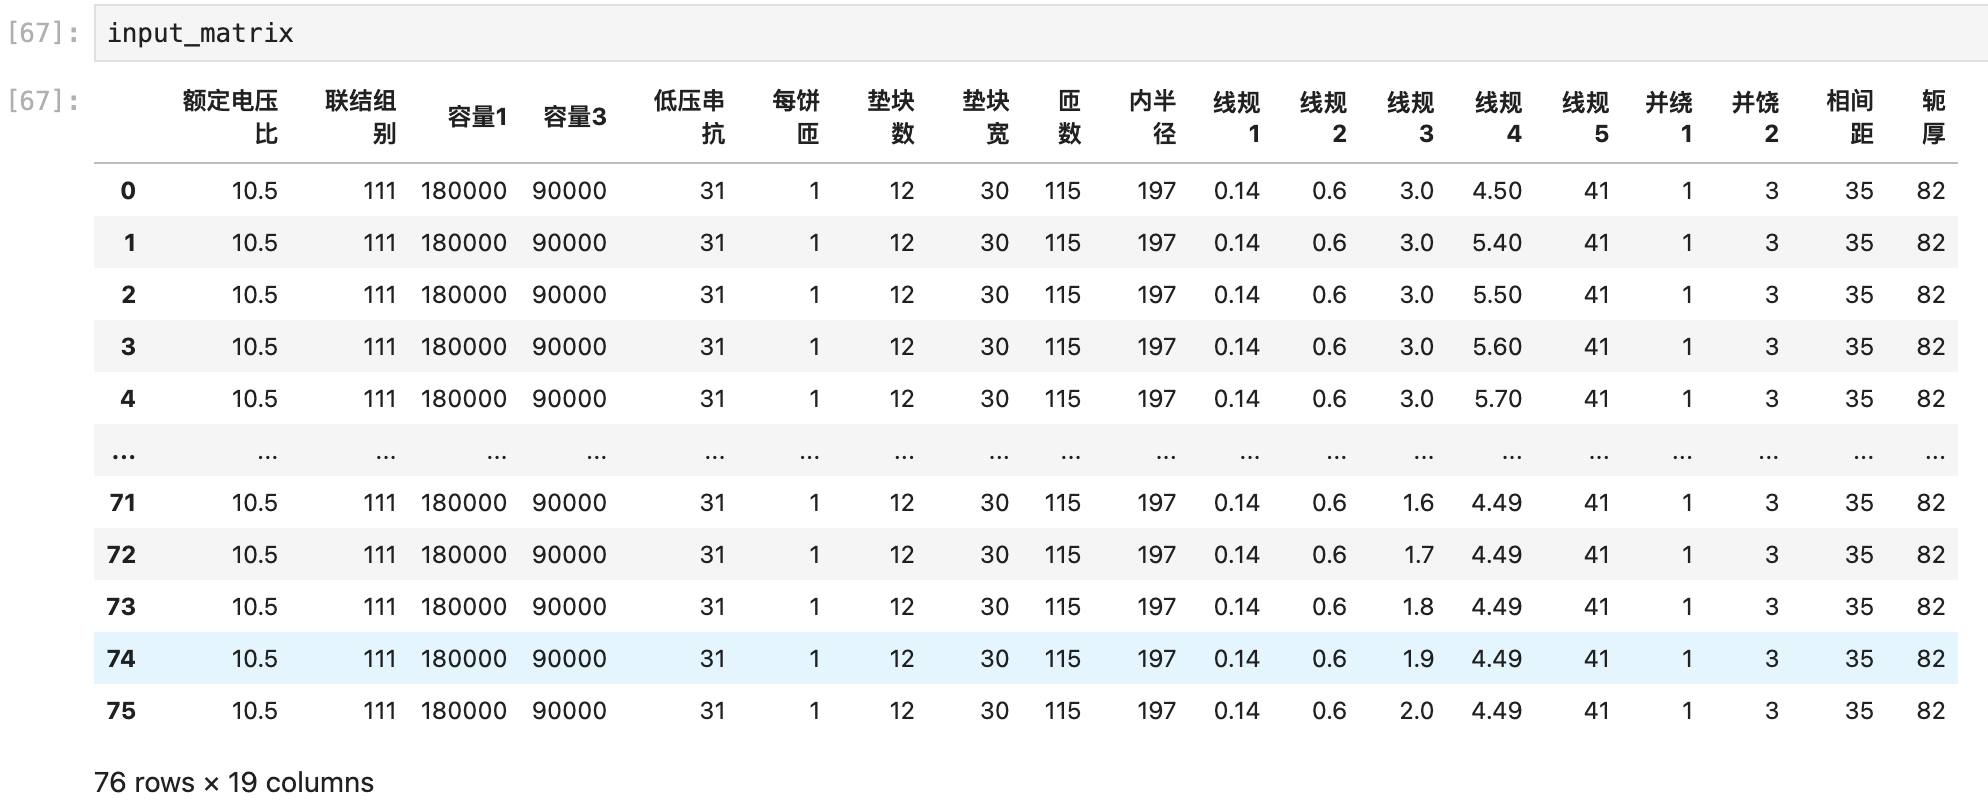 [67]: input_matrix
[67]: 额定电压比 联结组别 容量1 容量3 低压串抗 每饼匝 垫块数 垫块宽 匝数 内半径 线规1 线规2 线规3 线规4 线规5 并绕1 并饶2 相间距 轭厚
0 10.5 111 180000 90000 31 1 12 30 115 197 0.14 0.6 3.0 4.50 41 1 3 35 82
1 10.5 111 180000 90000 31 1 12 30 115 197 0.14 0.6 3.0 5.40 41 1 3 35 82
2 10.5 111 180000 90000 31 1 12 30 115 197 0.14 0.6 3.0 5.50 41 1 3 35 82
3 10.5 111 180000 90000 31 1 12 30 115 197 0.14 0.6 3.0 5.60 41 1 3 35 82
4 10.5 111 180000 90000 31 1 12 30 115 197 0.14 0.6 3.0 5.70 41 1 3 35 82
... ... ... ... ... ... ... ... ... ... ... ... ... ... ... ... ... ... ... ...
71 10.5 111 180000 90000 31 1 12 30 115 197 0.14 0.6 1.6 4.49 41 1 3 35 82
72 10.5 111 180000 90000 31 1 12 30 115 197 0.14 0.6 1.7 4.49 41 1 3 35 82
73 10.5 111 180000 90000 31 1 12 30 115 197 0.14 0.6 1.8 4.49 41 1 3 35 82
74 10.5 111 180000 90000 31 1 12 30 115 197 0.14 0.6 1.9 4.49 41 1 3 35 82
75 10.5 111 180000 90000 31 1 12 30 115 197 0.14 0.6 2.0 4.49 41 1 3 35 82
76 rows × 19 columns